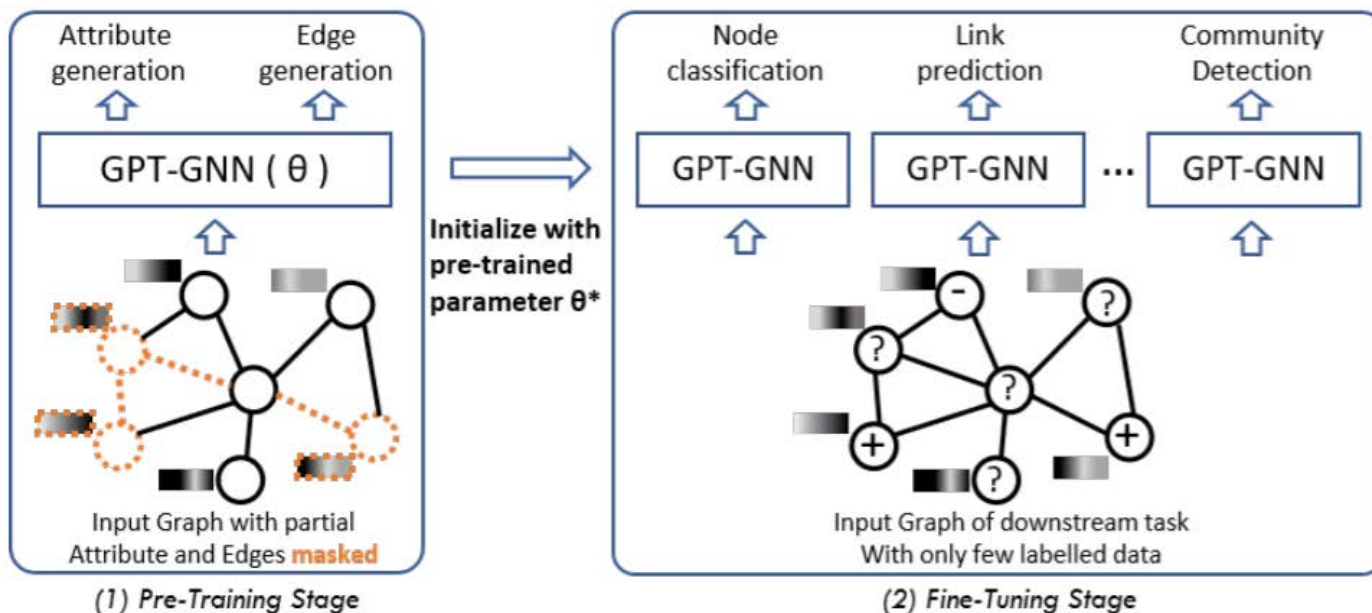 Attribute
generation
Edge
generation
GPT-GNN ( θ )
Input Graph with partial
Attribute and Edges masked
(1) Pre-Training Stage
Initialize with
pre-trained
parameter θ*
Node
classification
Link
prediction
Community
Detection
GPT-GNN
GPT-GNN
...
GPT-GNN
-
?
?
?
+
+
?
Input Graph of downstream task
With only few labelled data
(2) Fine-Tuning Stage